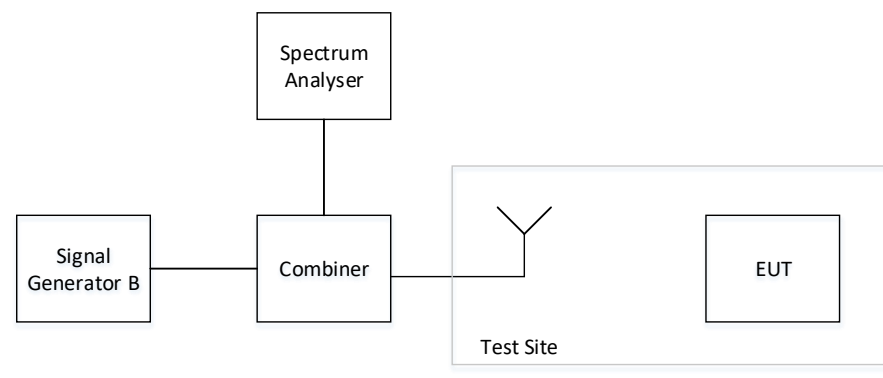 Spectrum
Analyser
Signal
Generator B
Combiner
EUT
Test Site